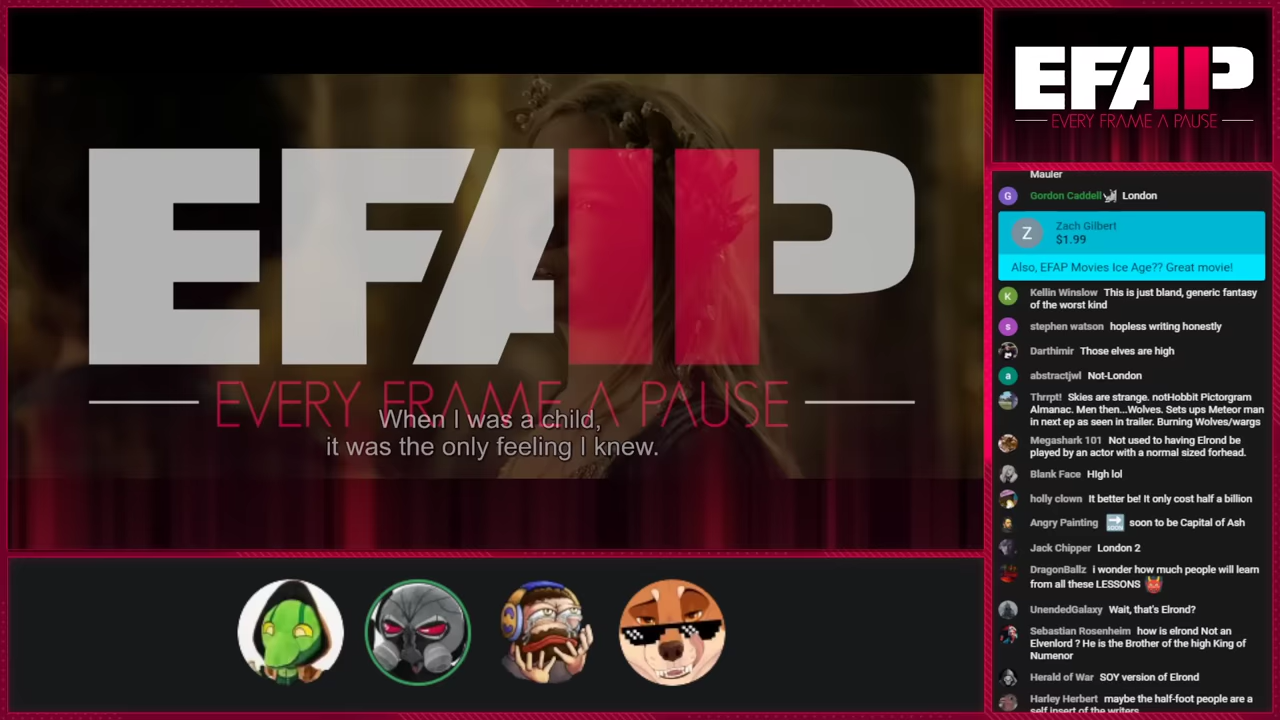 EFAP
EVERY FRAME A PAUSE
When I was a child,
it was the only feeling I knew.
EFAP
EVERY FRAME A PAUSE
Mauler
G Gordon Caddell London
Z Zach Gilbert
$1.99
Also, EFAP Movies Ice Age?? Great movie!
K Kellin Winslow This is just bland, generic fantasy
of the worst kind
s stephen watson hopless writing honestly
Darthimir Those elves are high
a abstractjwl Not-London
Thrrpt! Skies are strange. notHobbit Pictorgram
Almanac. Men then...Wolves. Sets ups Meteor man
in next ep as seen in trailer. Burning Wolves/wargs
Megashark 101 Not used to having Elrond be
played by an actor with a normal sized forhead.
Blank Face HIgh lol
holly clown It better be! It only cost half a billion
Angry Painting SOON soon to be Capital of Ash
Jack Chipper London 2
DragonBallz i wonder how much people will learn
from all these LESSONS
UnendedGalaxy Wait, that's Elrond?
Sebastian Rosenheim how is elrond Not an
Elvenlord ? He is the Brother of the high King of
Numenor
Herald of War SOY version of Elrond
Harley Herbert maybe the half-foot people are a
self insert of the writers